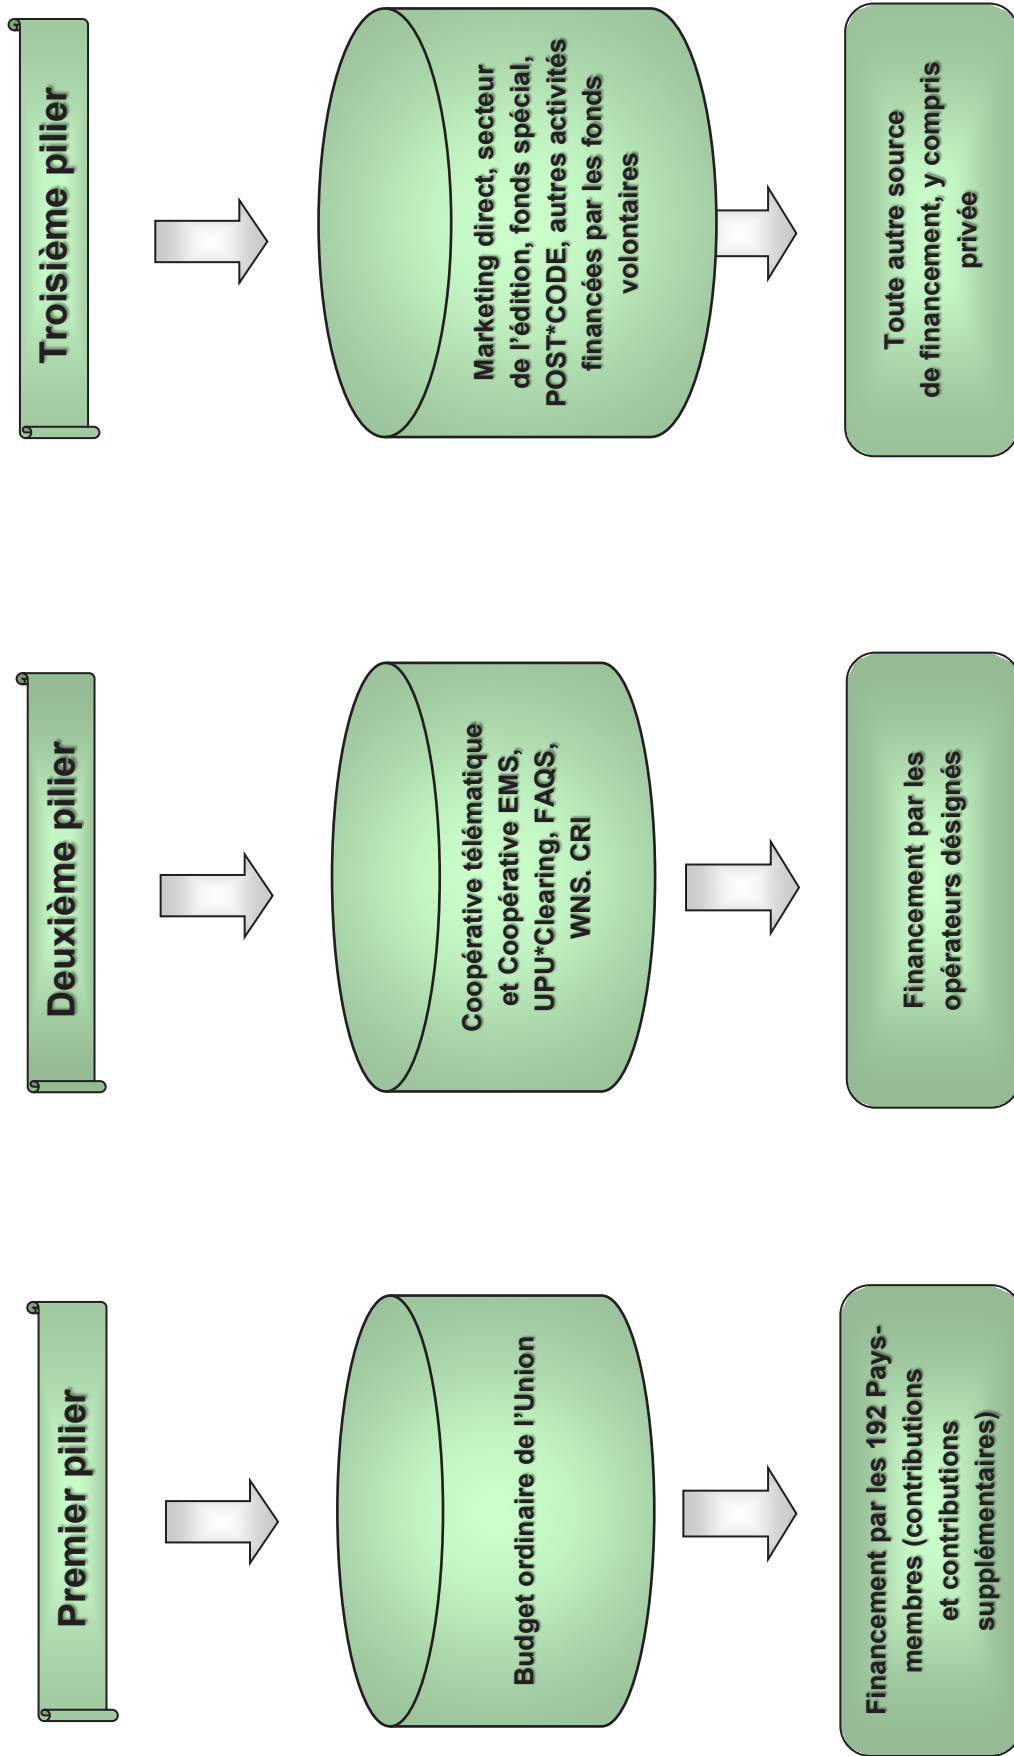 Premier pilier
Budget ordinaire de l'Union
Financement par les 192 Pays-
membres (contributions
et contributions
supplémentaires)
Deuxième pilier
Coopérative télématique
et Coopérative EMS,
UPU*Clearing, FAQS,
WNS. CRI
Financement par les
opérateurs désignés
Troisième pilier
Marketing direct, secteur
de l'édition, fonds spécial,
POST*CODE, autres activités
financées par les fonds
volontaires
Toute autre source
de financement, y compris
privée